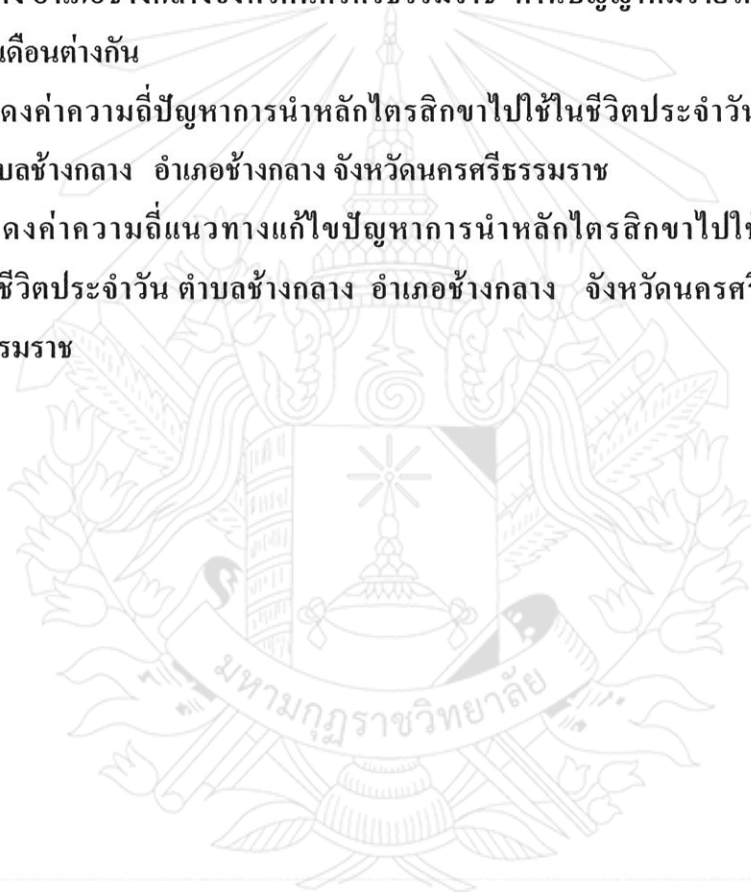 เดือนต่างกัน
ดงค่าความถี่ปัญหาการนำหลักไตรสิกขาไปใช้ในชีวิตประจำวัน
บลช้างกลาง อำเภอช้างกลาง จังหวัดนครศรีธรรมราช
ดงค่าความถี่แนวทางแก้ไขปัญหาการนำหลักไตรสิกขาไปใช้
ชีวิตประจำวัน ตำบลช้างกลาง อำเภอช้างกลาง จังหวัดนครศรี
รมราช
มหามกุฏราชวิทยาลัย